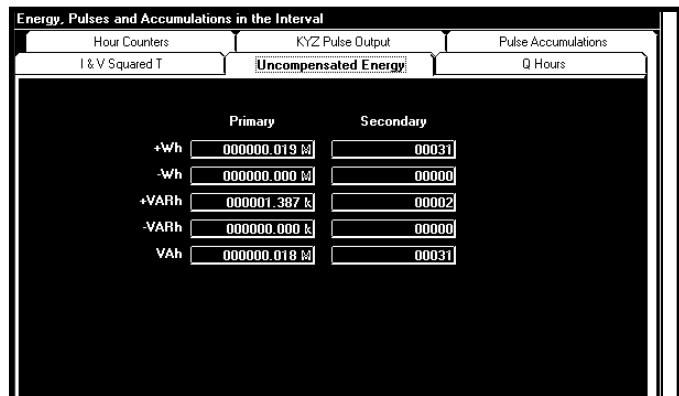 Energy, Pulses and Accumulations in the Interval
Hour Counters KYZ Pulse Output Pulse Accumulations
I & V Squared T Uncompensated Energy Q Hours
Primary Secondary
+Wh 000000.019 M 00031
-Wh 000000.000 M 00000
+VARh 000001.387 k 00002
-VARh 000000.000 k 00000
VAh 000000.018 M 00031